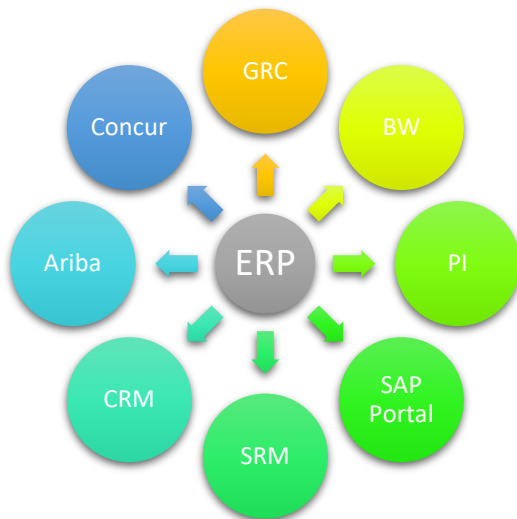 GRC
Concur
BW
Ariba
ERP
PI
CRM
SAP
Portal
SRM